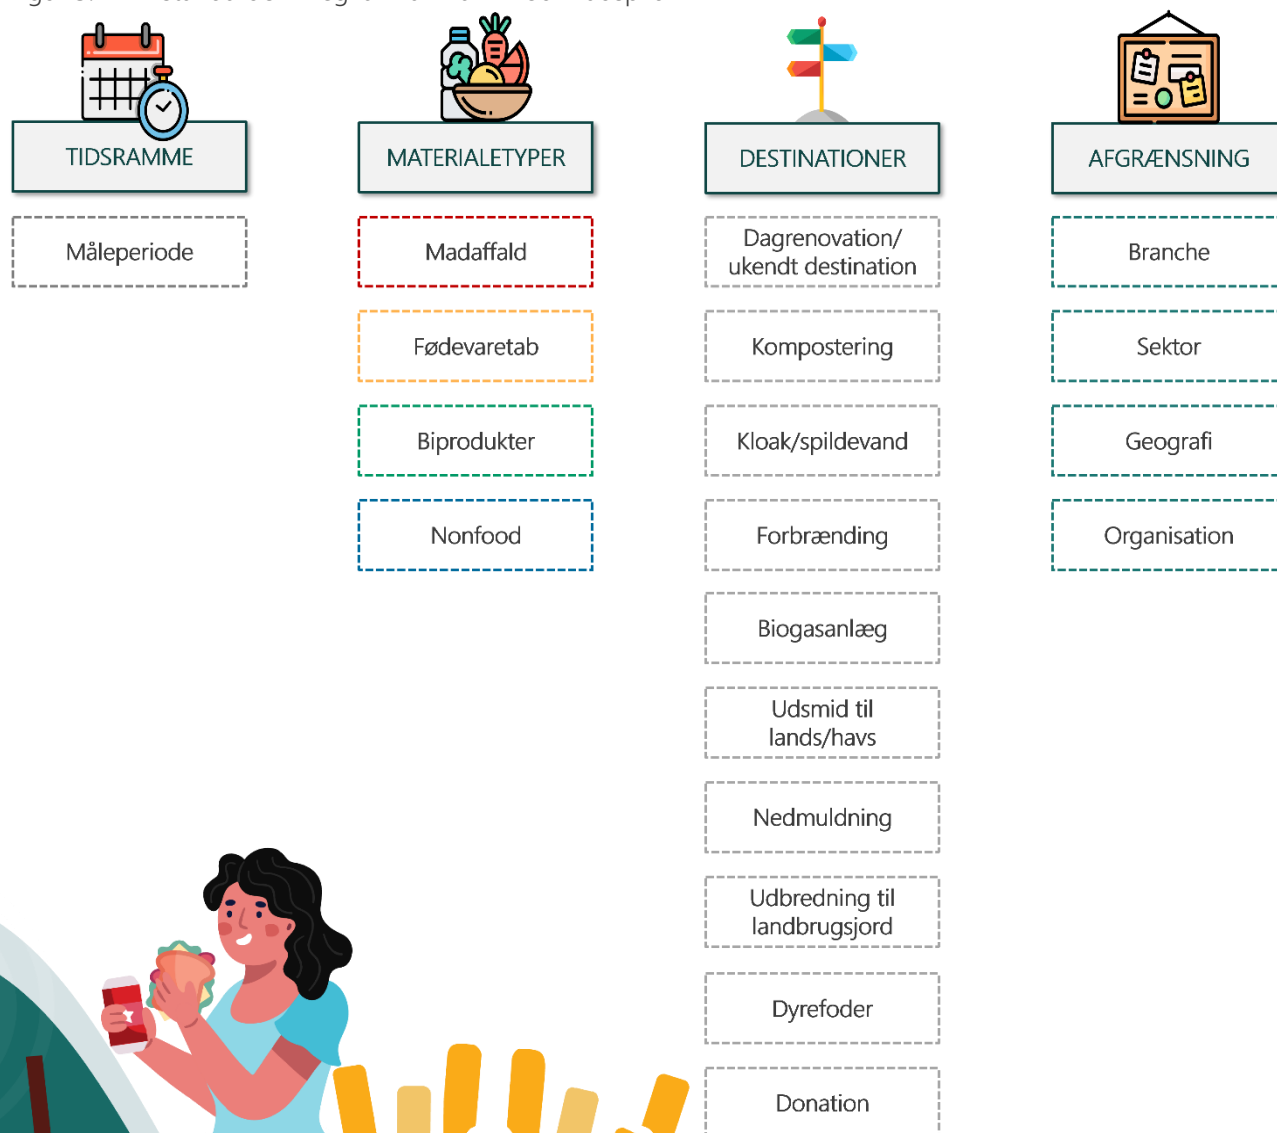 TIDSRAMME
Måleperiode
MATERIALETYPER
Madaffald
Fødevaretab
Biprodukter
Nonfood
DESTINATIONER
Dagrenovation/
ukendt destination
Kompostering
Kloak/spildevand
Forbrænding
Biogasanlæg
Udsmid til
lands/havs
Nedmuldning
Udbredning til
landbrugsjord
Dyrefoder
Donation
AFGRÆNSNING
Branche
Sektor
Geografi
Organisation